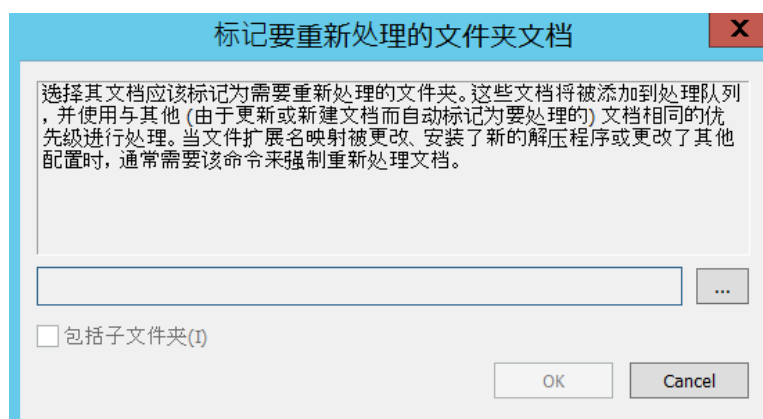 标记要重新处理的文件夹文档
X
选择其文档应该标记为需要重新处理的文件夹。这些文档将被添加到处理队列
，并使用与其他 (由于更新或新建文档而自动标记为要处理的) 文档相同的优
先级进行处理。当文件扩展名映射被更改、安装了新的解压程序或更改了其他
配置时，通常需要该命令来强制重新处理文档。
...
包括子文件夹(I)
OK
Cancel